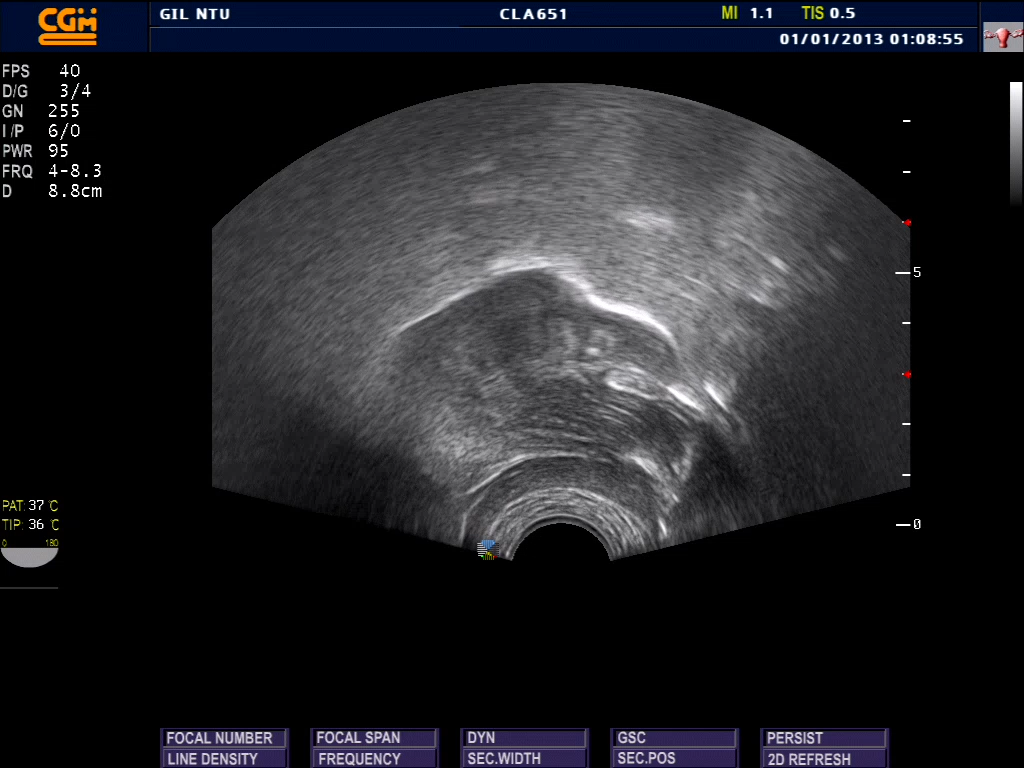 CGM
GIL NTU
CLA651
MI 1.1 TIS 0.5
01/01/2013 01:08:55
FPS 40
D/G 3/4
GN 255
I/P 6/0
PWR 95
FRQ 4-8.3
D 8.8cm
5
PAT: 37 °C
TIP: 36 °C
0 180
0
FOCAL NUMBER
FOCAL SPAN
DYN
GSC
PERSIST
LINE DENSITY
FREQUENCY
SEC.WIDTH
SEC.POS
2D REFRESH